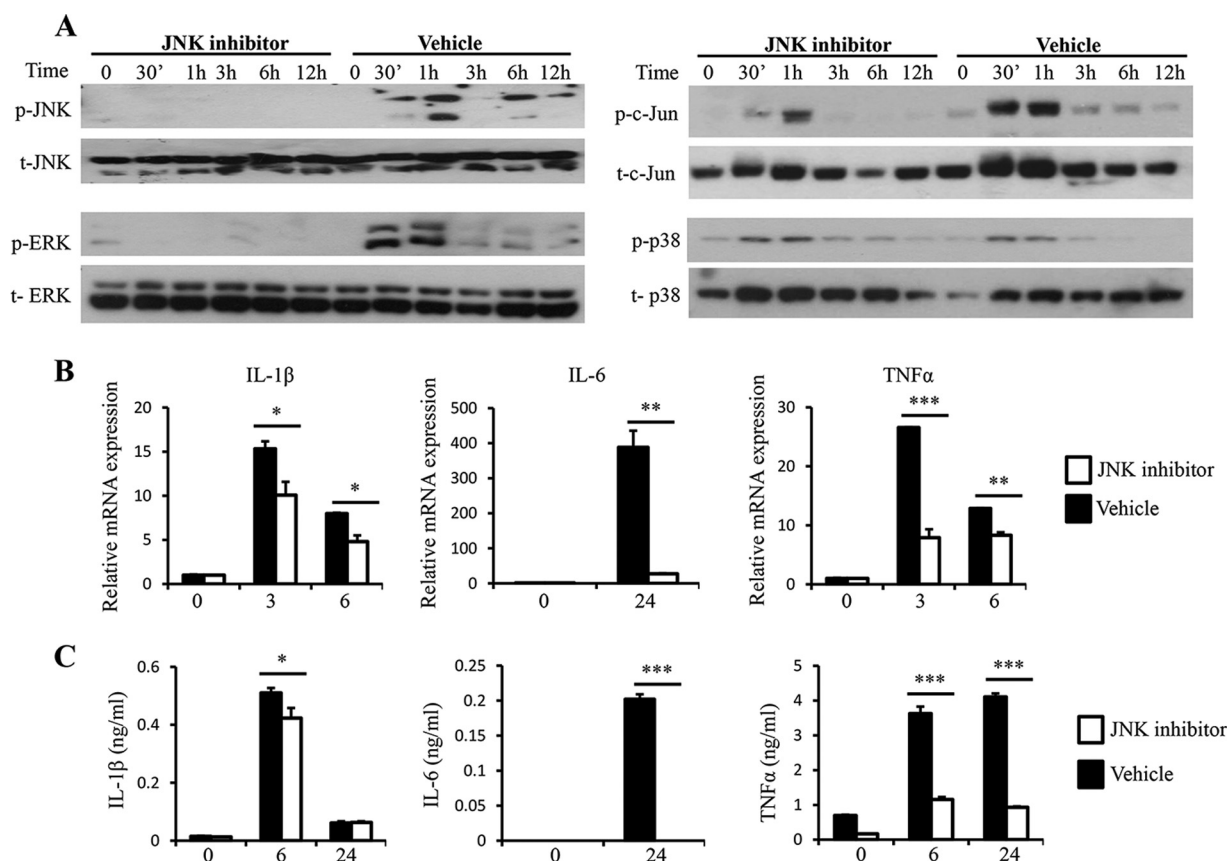 A
JNK inhibitor Vehicle
Time 0 30’ 1h 3h 6h 12h 0 30’ 1h 3h 6h 12h
p-JNK
t-JNK
p-ERK
t- ERK
JNK inhibitor Vehicle
Time 0 30’ 1h 3h 6h 12h 0 30’ 1h 3h 6h 12h
p-c-Jun
t-c-Jun
p-p38
t- p38
B
IL-1β
Relative mRNA expression
20
15
10
5
0
* *
0 3 6
IL-6
Relative mRNA expression
500
400
300
200
100
0
**
0 24
TNFα
Relative mRNA expression
30
20
10
0
*** **
0 3 6
JNK inhibitor
Vehicle
C
IL-1β (ng/ml)
0.6
0.4
0.2
0
*
0 6 24
IL-6 (ng/ml)
0.25
0.2
0.15
0.1
0.05
0
***
0 24
TNFα (ng/ml)
5
4
3
2
1
0
*** ***
0 6 24
JNK inhibitor
Vehicle